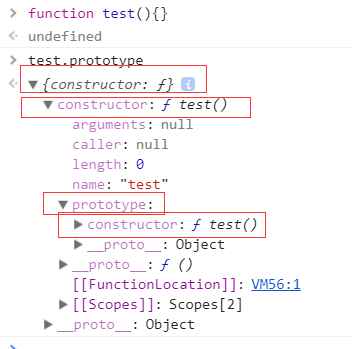 function test(){}
undefined
test.prototype
{constructor: ƒ} i
constructor: ƒ test()
arguments: null
caller: null
length: 0
name: "test"
prototype:
constructor: ƒ test()
__proto__: Object
__proto__: ƒ ()
[[FunctionLocation]]: VM56:1
[[Scopes]]: Scopes[2]
__proto__: Object